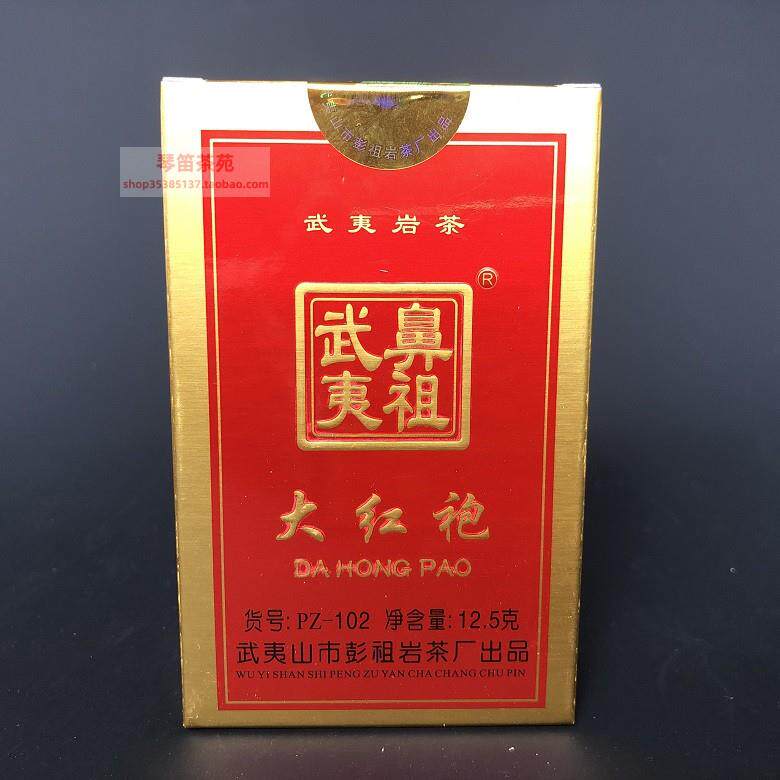 山市彭祖岩茶厂出品
琴笛茶苑
shop35385137.taobao.com
武夷岩茶
®
武夷
鼻祖
大红袍
DA HONG PAO
货号: PZ-102 净含量: 12.5克
武夷山市彭祖岩茶厂出品
WU YI SHAN SHI PENG ZU YAN CHA CHANG CHU PIN